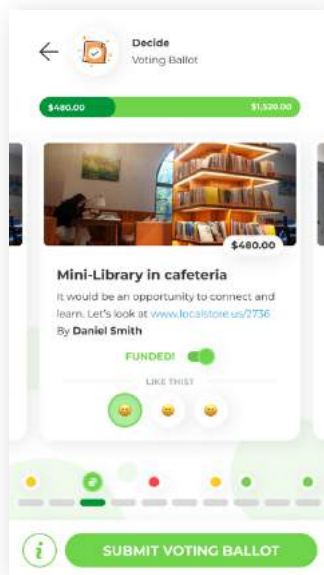 Decide
Voting Ballot
$480.00 $1,520.00
$480.00
Mini-Library in cafeteria
It would be an opportunity to connect and
learn. Let's look at www.localstore.us/2736
By Daniel Smith
FUNDED!
LIKE THIS?
i SUBMIT VOTING BALLOT